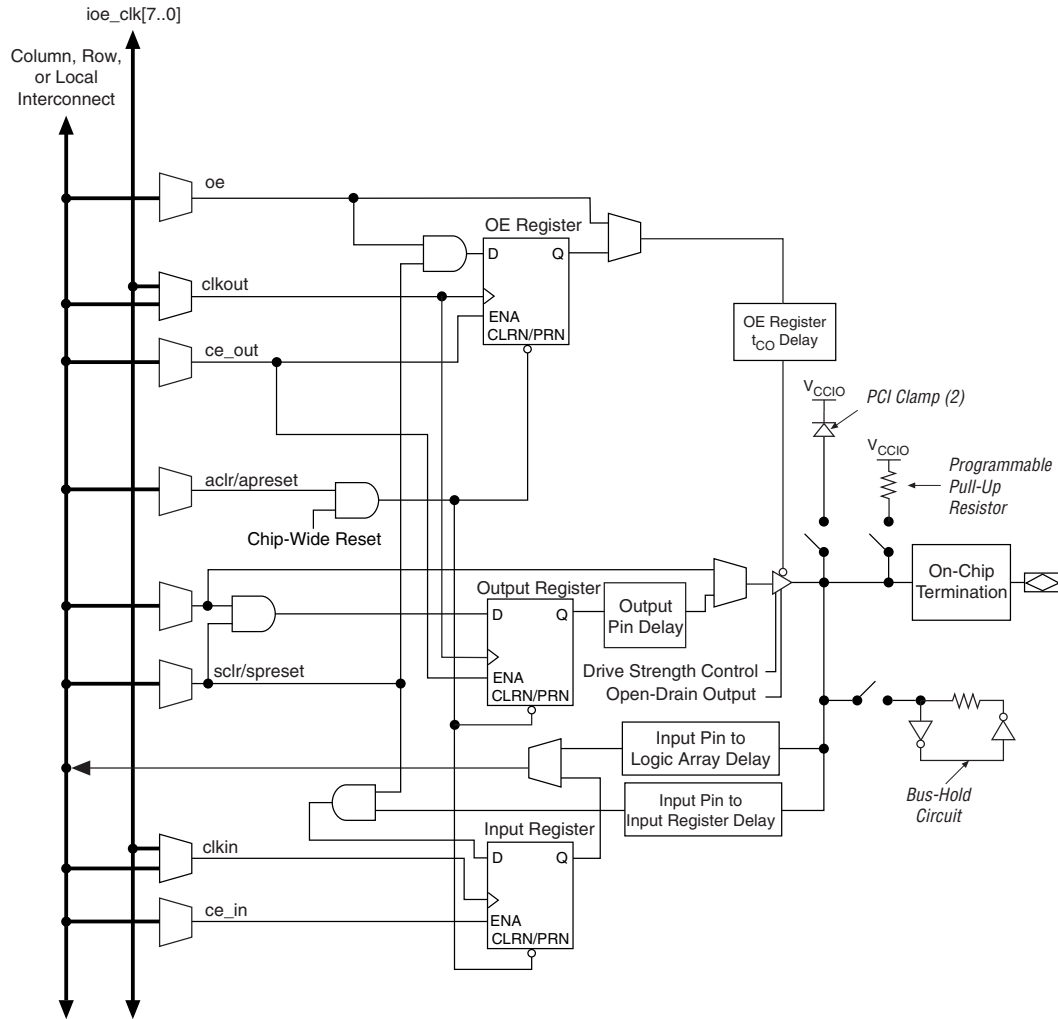 ioe_clk[7..0]
Column, Row,
or Local
Interconnect
oe
OE Register
D
Q
clkout
ENA
CLRN/PRN
ce_out
OE Register
tCO Delay
VCCIO
PCI Clamp (2)
VCCIO
Programmable
Pull-Up
Resistor
aclr/apreset
Chip-Wide Reset
On-Chip
Termination
Output Register
D
Q
Output
Pin Delay
ENA
CLRN/PRN
sclr/spreset
Drive Strength Control
Open-Drain Output
Input Pin to
Logic Array Delay
Input Pin to
Input Register Delay
Bus-Hold
Circuit
Input Register
D
Q
clkin
ENA
CLRN/PRN
ce_in